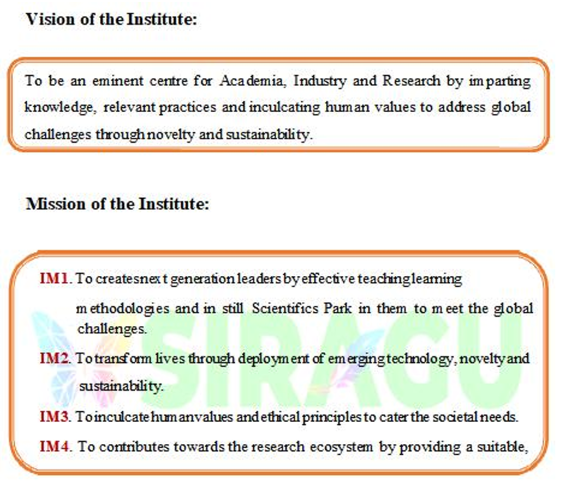 Vision of the Institute:
To be an eminent centre for Academia, Industry and Research by imparting
knowledge, relevant practices and inculcating human values to address global
challenges through novelty and sustainability.
Mission of the Institute:
IM1. To createsnext generation leaders by effective teaching learning
methodologies and in still Scientifics Park in them to meet the global
challenges.
SIRAGU
IM2. To transform lives through deployment of emerging technology, novelty and
sustainability.
IM3. To inculcate human values and ethical principles to cater the societal needs.
IM4. To contributes towards the research ecosystem by providing a suitable,